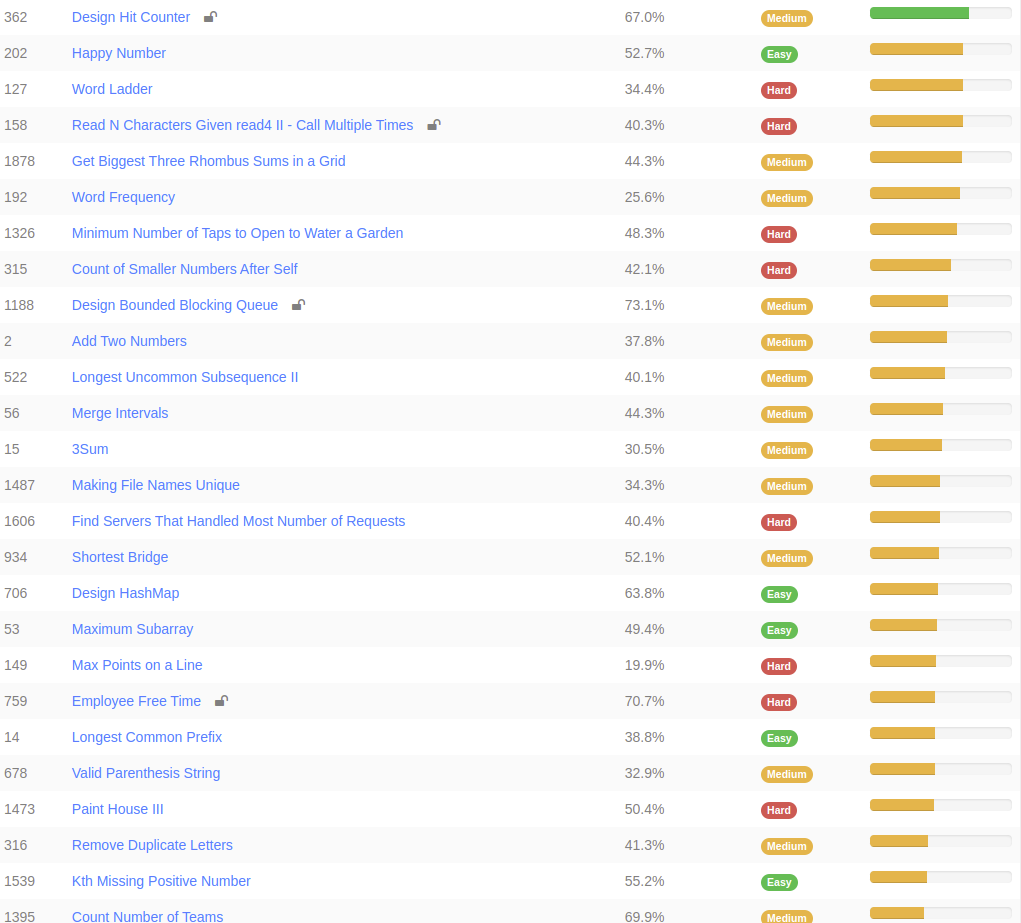 362 Design Hit Counter 67.0% Medium
202 Happy Number 52.7% Easy
127 Word Ladder 34.4% Hard
158 Read N Characters Given read4 II - Call Multiple Times 40.3% Hard
1878 Get Biggest Three Rhombus Sums in a Grid 44.3% Medium
192 Word Frequency 25.6% Medium
1326 Minimum Number of Taps to Open to Water a Garden 48.3% Hard
315 Count of Smaller Numbers After Self 42.1% Hard
1188 Design Bounded Blocking Queue 73.1% Medium
2 Add Two Numbers 37.8% Medium
522 Longest Uncommon Subsequence II 40.1% Medium
56 Merge Intervals 44.3% Medium
15 3Sum 30.5% Medium
1487 Making File Names Unique 34.3% Medium
1606 Find Servers That Handled Most Number of Requests 40.4% Hard
934 Shortest Bridge 52.1% Medium
706 Design HashMap 63.8% Easy
53 Maximum Subarray 49.4% Easy
149 Max Points on a Line 19.9% Hard
759 Employee Free Time 70.7% Hard
14 Longest Common Prefix 38.8% Easy
678 Valid Parenthesis String 32.9% Medium
1473 Paint House III 50.4% Hard
316 Remove Duplicate Letters 41.3% Medium
1539 Kth Missing Positive Number 55.2% Easy
1395 Count Number of Teams 69.9% Medium